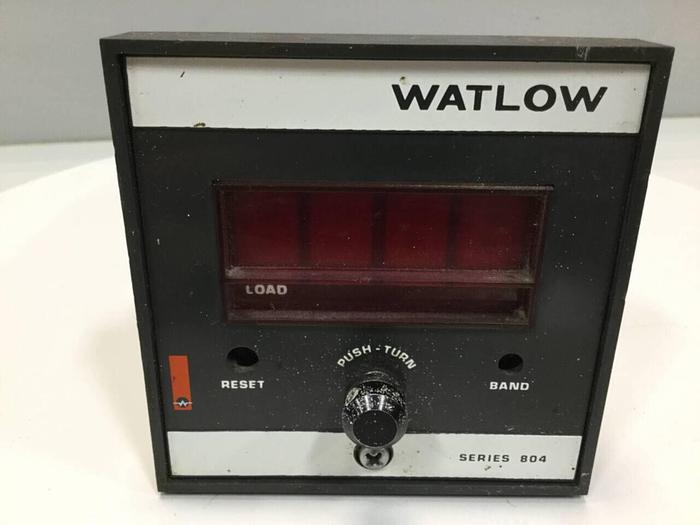 WATLOW
LOAD
PUSH - TURN
RESET
BAND
SERIES 804